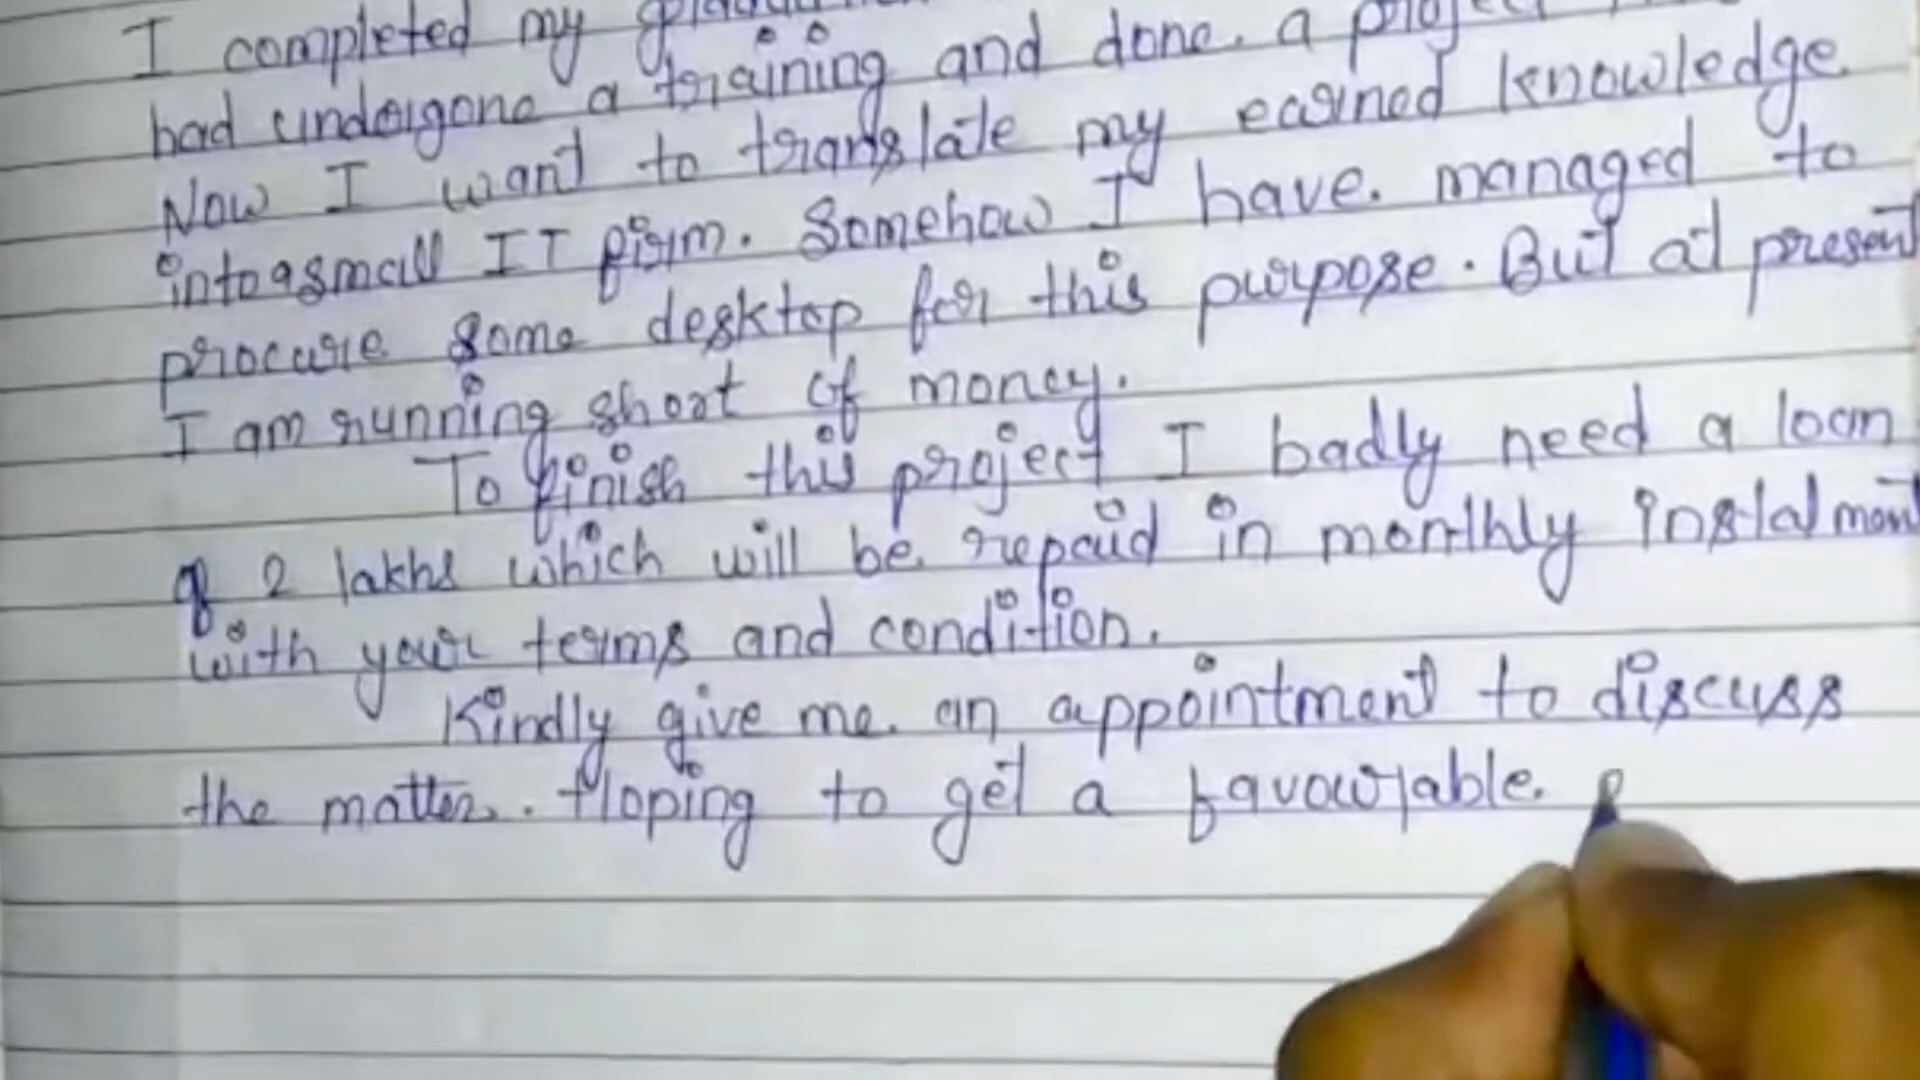 I completed my
had undergone a training and done a project
Now I want to translate my earned knowledge
into a small IT firm. Somehow I have managed to
procure some desktop for this purpose. But at present
I am running short of money.
To finish this project I badly need a loan
of 2 lakhs which will be repaid in monthly instalment
with your terms and condition.
Kindly give me an appointment to discuss
the matter. Hoping to get a favourable.